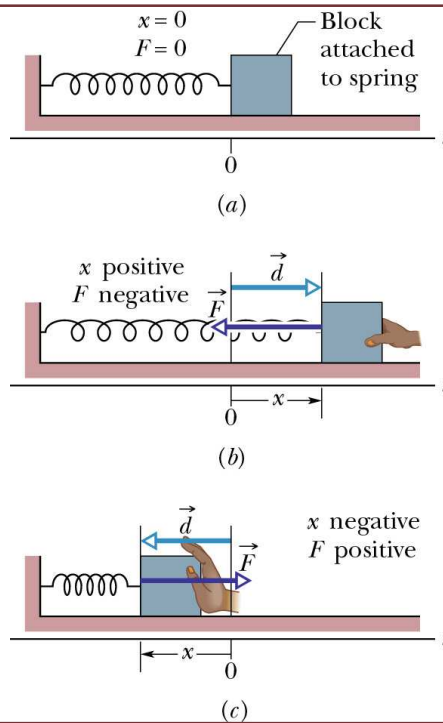 x = 0
F = 0
Block
attached
to spring
0
(a)
x positive
F negative
d
F
0
x
(b)
d
F
x negative
F positive
x
0
(c)